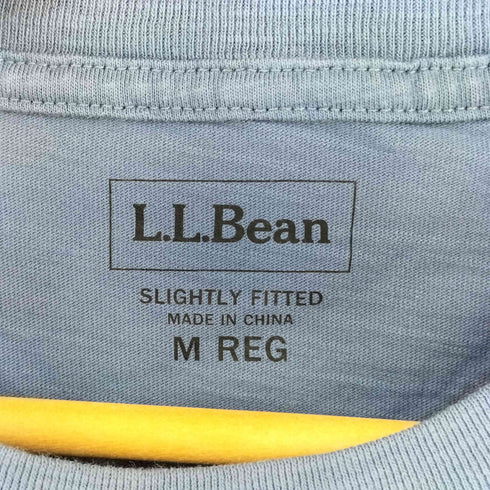 L.L.Bean
SLIGHTLY FITTED
MADE IN CHINA
M REG